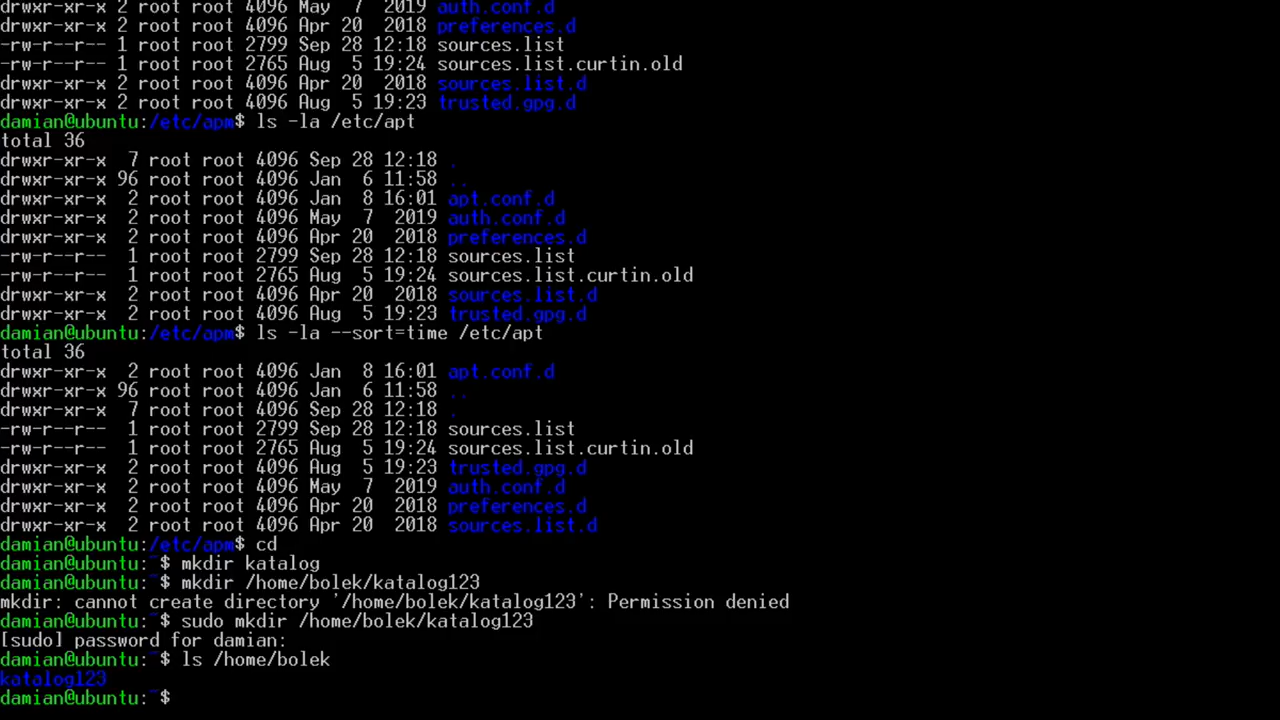 drwxr-xr-x 2 root root 4096 May  7  2019 auth.conf.d
drwxr-xr-x 2 root root 4096 Apr 20  2018 preferences.d
-rw-r--r-- 1 root root 2799 Sep 28 12:18 sources.list
-rw-r--r-- 1 root root 2765 Aug  5 19:24 sources.list.curtin.old
drwxr-xr-x 2 root root 4096 Apr 20  2018 sources.list.d
drwxr-xr-x 2 root root 4096 Aug  5 19:23 trusted.gpg.d
damian@ubuntu:/etc/apm$ ls -la /etc/apt
total 36
drwxr-xr-x  7 root root 4096 Sep 28 12:18 .
drwxr-xr-x 96 root root 4096 Jan  6 11:58 ..
drwxr-xr-x  2 root root 4096 Jan  8 16:01 apt.conf.d
drwxr-xr-x  2 root root 4096 May  7  2019 auth.conf.d
drwxr-xr-x  2 root root 4096 Apr 20  2018 preferences.d
-rw-r--r--  1 root root 2799 Sep 28 12:18 sources.list
-rw-r--r--  1 root root 2765 Aug  5 19:24 sources.list.curtin.old
drwxr-xr-x  2 root root 4096 Apr 20  2018 sources.list.d
drwxr-xr-x  2 root root 4096 Aug  5 19:23 trusted.gpg.d
damian@ubuntu:/etc/apm$ ls -la --sort=time /etc/apt
total 36
drwxr-xr-x  2 root root 4096 Jan  8 16:01 apt.conf.d
drwxr-xr-x 96 root root 4096 Jan  6 11:58 ..
drwxr-xr-x  7 root root 4096 Sep 28 12:18 .
-rw-r--r--  1 root root 2799 Sep 28 12:18 sources.list
-rw-r--r--  1 root root 2765 Aug  5 19:24 sources.list.curtin.old
drwxr-xr-x  2 root root 4096 Aug  5 19:23 trusted.gpg.d
drwxr-xr-x  2 root root 4096 May  7  2019 auth.conf.d
drwxr-xr-x  2 root root 4096 Apr 20  2018 preferences.d
drwxr-xr-x  2 root root 4096 Apr 20  2018 sources.list.d
damian@ubuntu:/etc/apm$ cd
damian@ubuntu:~$ mkdir katalog
damian@ubuntu:~$ mkdir /home/bolek/katalog123
mkdir: cannot create directory '/home/bolek/katalog123': Permission denied
damian@ubuntu:~$ sudo mkdir /home/bolek/katalog123
[sudo] password for damian:
damian@ubuntu:~$ ls /home/bolek
katalog123
damian@ubuntu:~$